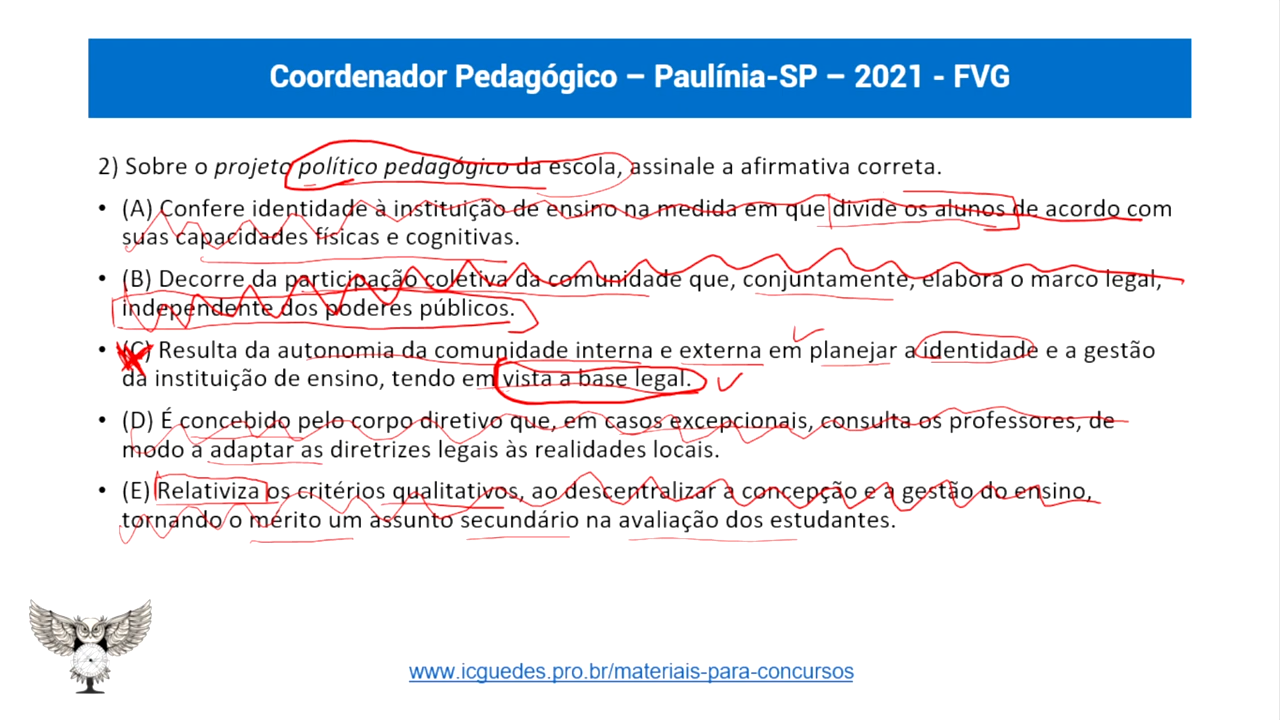 Coordenador Pedagógico – Paulínia-SP – 2021 - FVG
2) Sobre o projeto político pedagógico da escola, assinale a afirmativa correta.
• (A) Confere identidade à instituição de ensino na medida em que divide os alunos de acordo com
suas capacidades físicas e cognitivas.
• (B) Decorre da participação coletiva da comunidade que, conjuntamente, elabora o marco legal,
independente dos poderes públicos.
• (C) Resulta da autonomia da comunidade interna e externa em planejar a identidade e a gestão
da instituição de ensino, tendo em vista a base legal.
• (D) É concebido pelo corpo diretivo que, em casos excepcionais, consulta os professores, de
modo a adaptar as diretrizes legais às realidades locais.
• (E) Relativiza os critérios qualitativos, ao descentralizar a concepção e a gestão do ensino,
tornando o mérito um assunto secundário na avaliação dos estudantes.
www.icguedes.pro.br/materiais-para-concursos